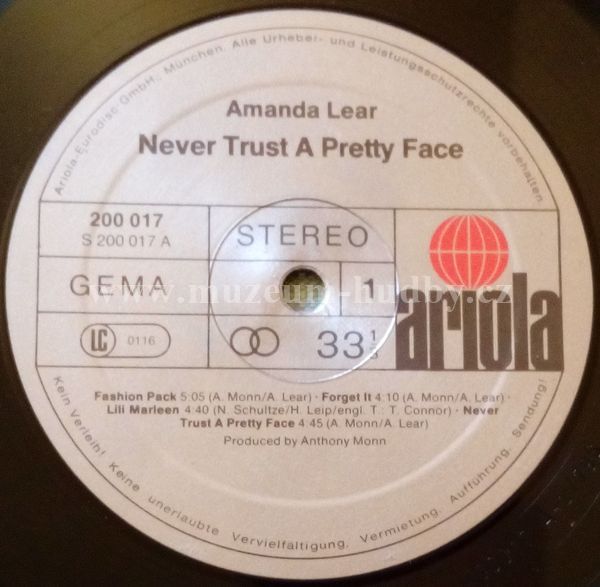 Ariola-Eurodisc GmbH., München. Alle Urheber- und Leistungsschutzrechte vorbehalten
Amanda Lear
Never Trust A Pretty Face
200 017
S 200 017 A
STEREO
GEMA
1
www.muzeum-hudby.cz
LC 0116
33 1/3
ariola
Fashion Pack 5:05 (A. Monn/A. Lear) · Forget It 4:10 (A. Monn/A. Lear) ·
Lili Marleen 4:40 (N. Schultze/H. Leip/engl. T.: T. Connor) · Never
Trust A Pretty Face 4:45 (A. Monn/A. Lear)
Produced by Anthony Monn
Kein Verleih! Keine unerlaubte Vervielfältigung, Vermietung, Aufführung, Sendung!